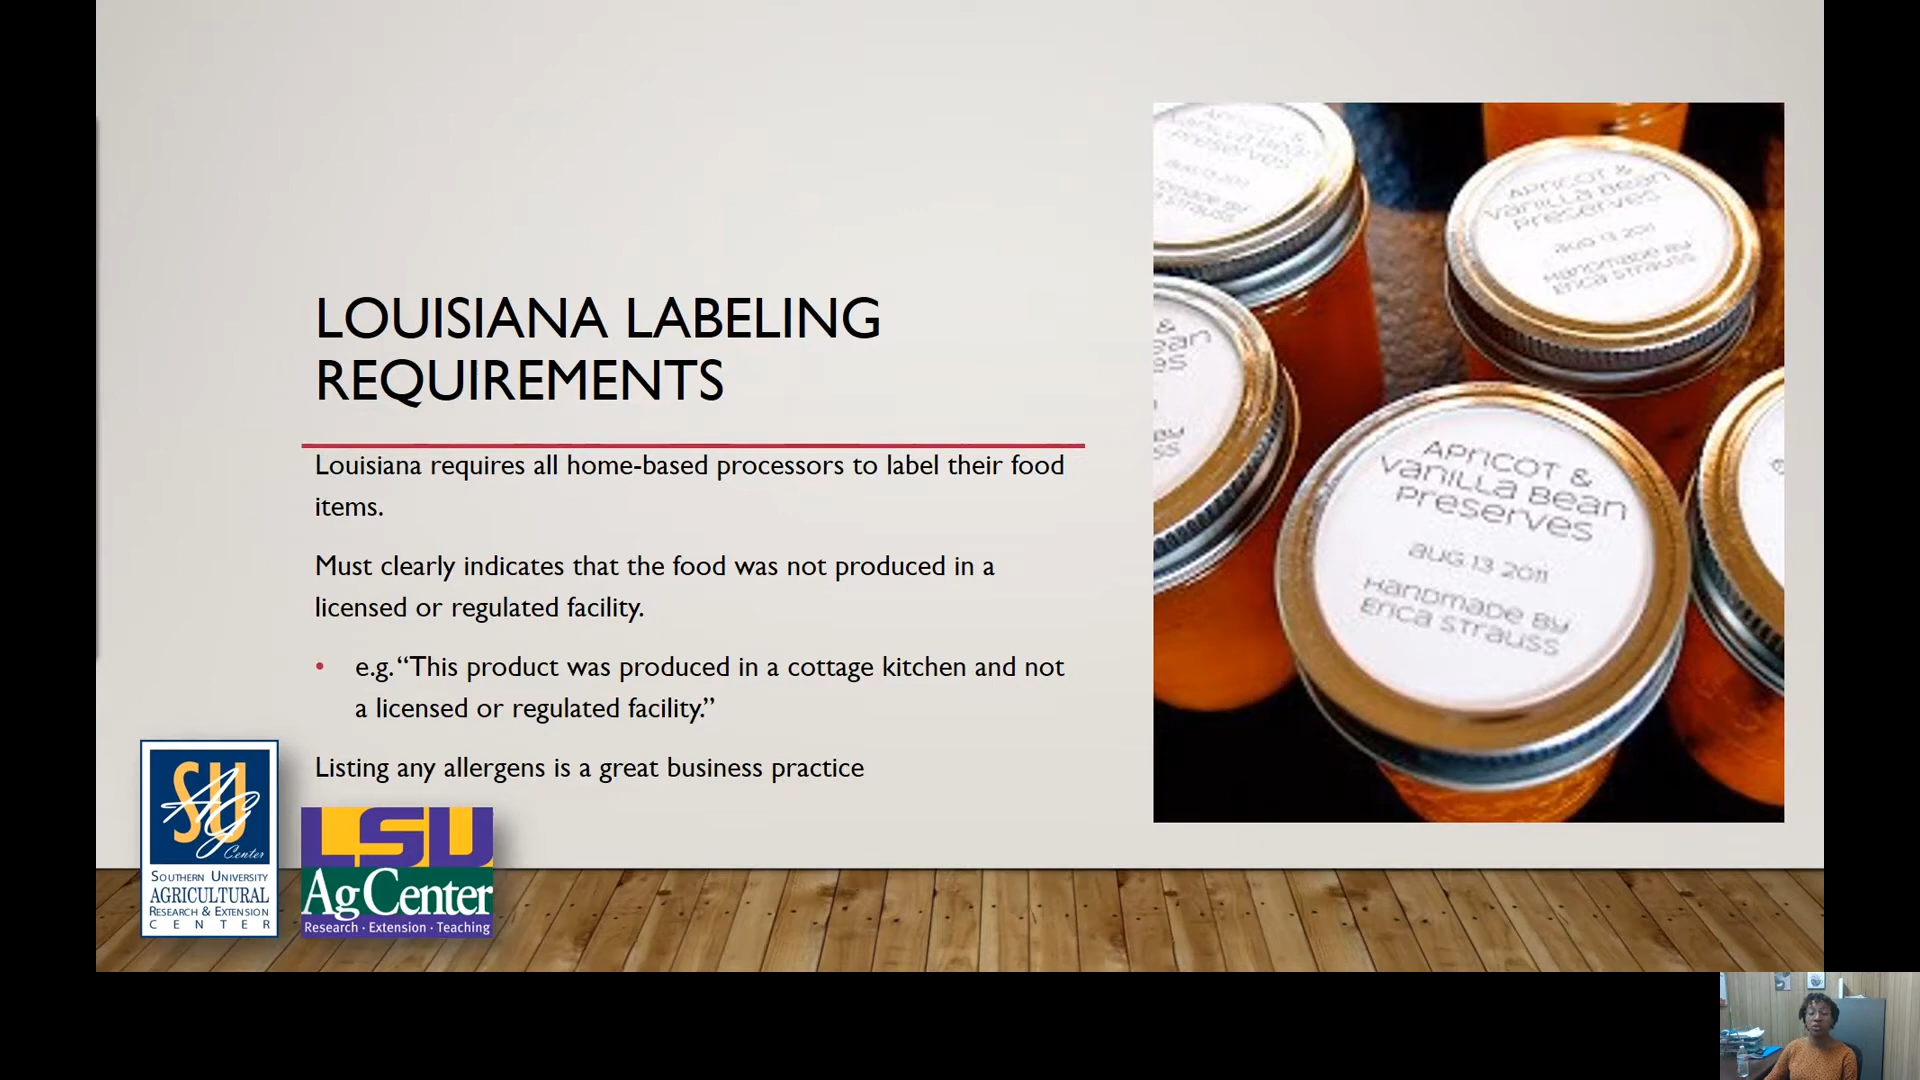 LOUISIANA LABELING
REQUIREMENTS
Louisiana requires all home-based processors to label their food
items.
Must clearly indicates that the food was not produced in a
licensed or regulated facility.
• e.g. “This product was produced in a cottage kitchen and not
a licensed or regulated facility.”
Listing any allergens is a great business practice
SU
AG
Center
SOUTHERN UNIVERSITY
AGRICULTURAL
RESEARCH & EXTENSION
CENTER
LSU
AgCenter
Research · Extension · Teaching
APRICOT &
vanilla Bean
preserves
aug 13 2011
Handmade by
Erica Strauss
APRICOT &
vanilla Bean
preserves
aug.13 2011
Handmade by
Erica Strauss